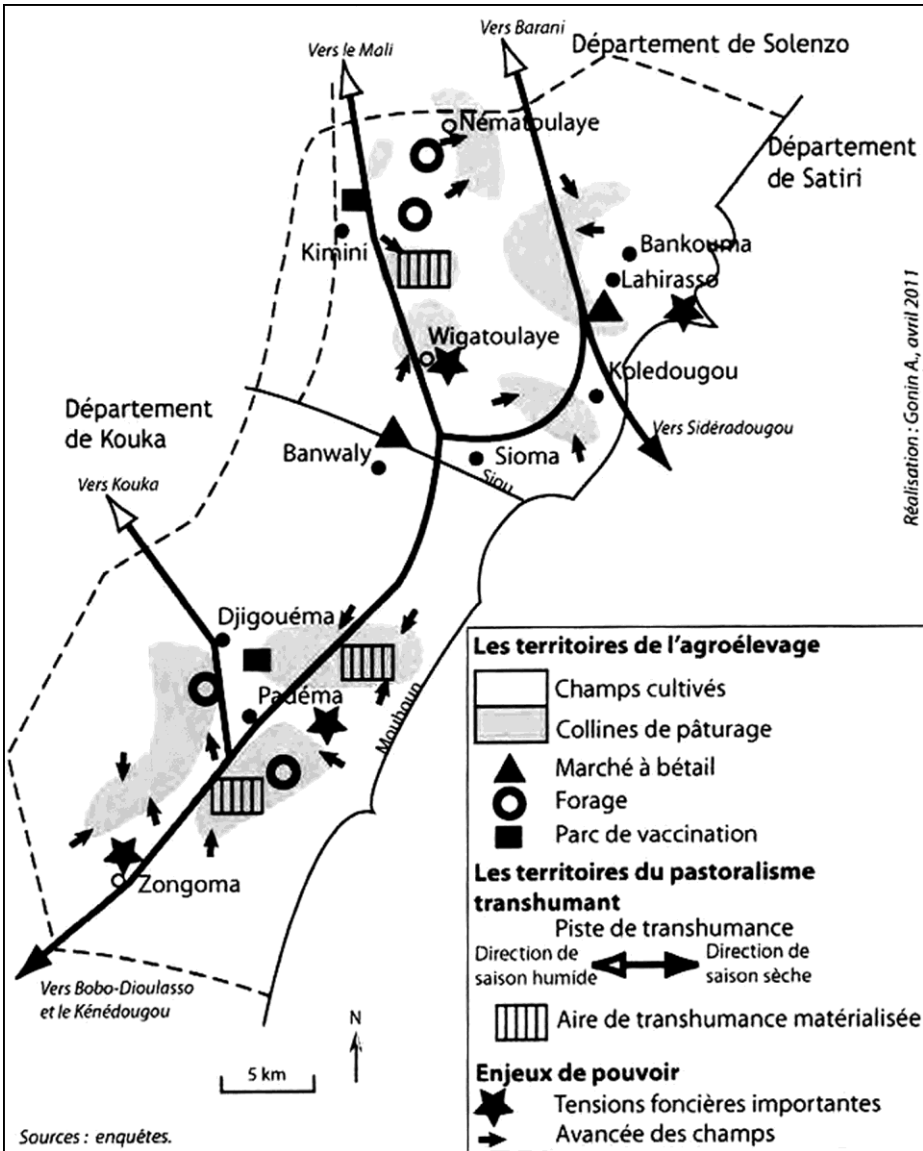 Vers le Mali
Vers Barani
Département de Solenzo
Nématoulaye
Département
de Satiri
Kimini
Bankouma
Lahirasso
Wigatoulaye
Koledougou
Département
de Kouka
Vers Sidéradougou
Banwaly
Sioma
Siou
Vers Kouka
Réalisation : Gonin A., avril 2011
Djigouéma
Padéma
Mouhoun
Zongoma
Vers Bobo-Dioulasso
et le Kénédougou
N
5 km
Sources : enquêtes.
Les territoires de l'agroélevage
Champs cultivés
Collines de pâturage
Marché à bétail
Forage
Parc de vaccination
Les territoires du pastoralisme
transhumant
Piste de transhumance
Direction de
saison humide
Direction de
saison sèche
Aire de transhumance matérialisée
Enjeux de pouvoir
Tensions foncières importantes
Avancée des champs